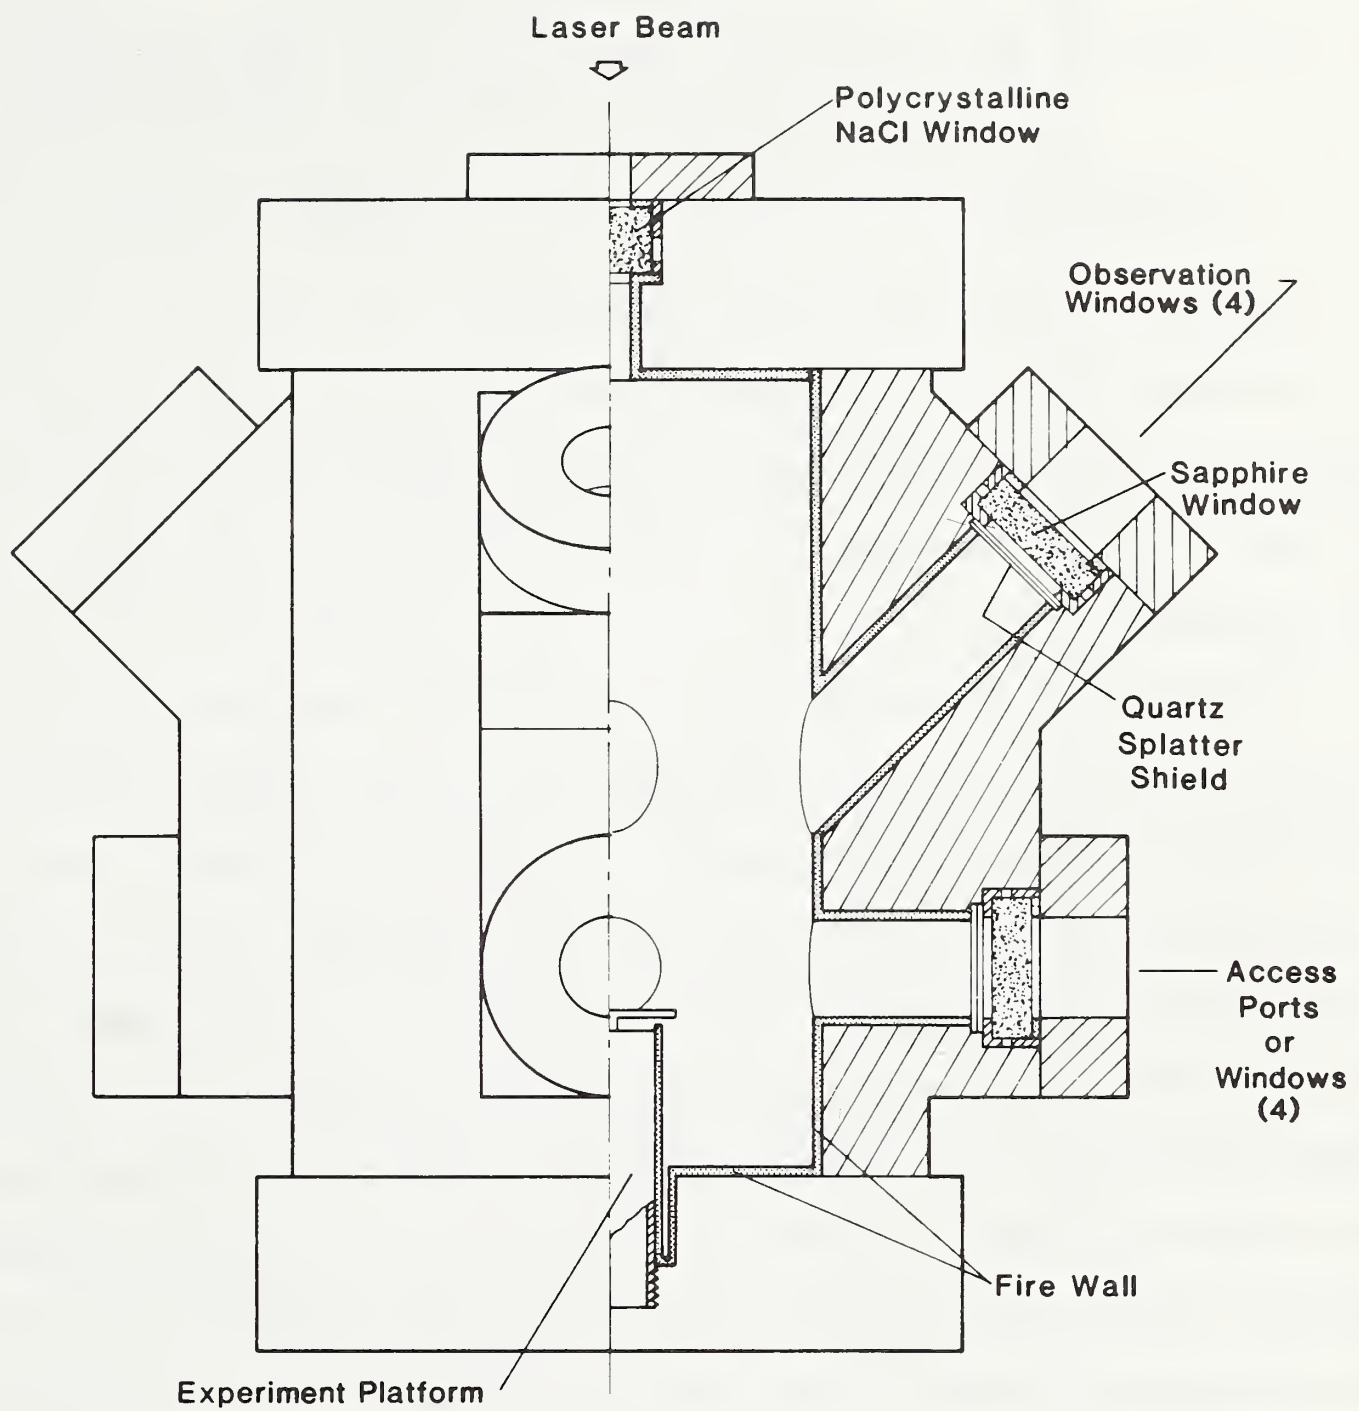 Laser Beam
Polycrystalline
NaCl Window
Observation
Windows (4)
Sapphire
Window
Quartz
Splatter
Shield
Access
Ports
or
Windows
(4)
Fire Wall
Experiment Platform